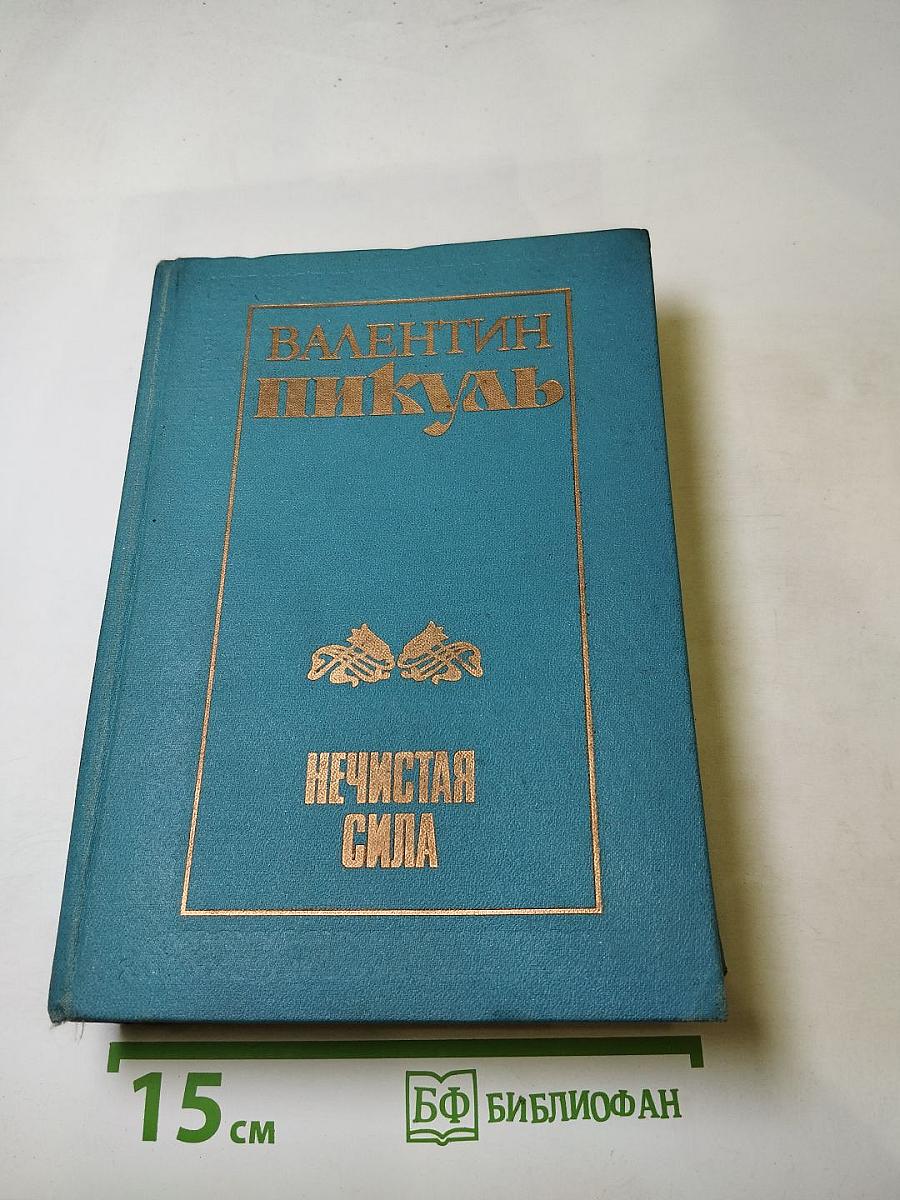 ВАЛЕНТИН
ПИКУЛЬ
НЕЧИСТАЯ
СИЛА
15 см
БФ БИБЛИОФАН